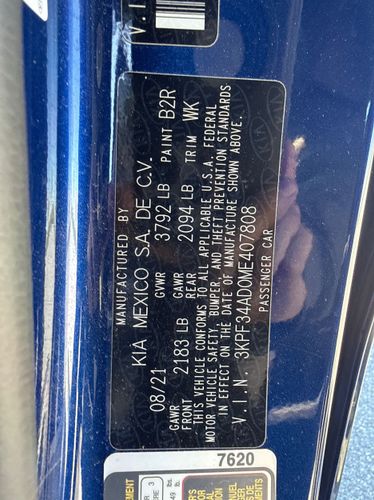 V.I.N
MANUFACTURED BY
KIA MEXICO S.A. DE C.V.
08/21 GVWR 3792 LB PAINT B2R
GAWR FRONT 2183 LB GAWR REAR 2094 LB TRIM WK
THIS VEHICLE CONFORMS TO ALL APPLICABLE U.S.A. FEDERAL
MOTOR VEHICLE SAFETY, BUMPER, AND THEFT PREVENTION STANDARDS
IN EFFECT ON THE DATE OF MANUFACTURE SHOWN ABOVE.
V.I.N. 3KPF34AD0ME407808
PASSENGER CAR
7620